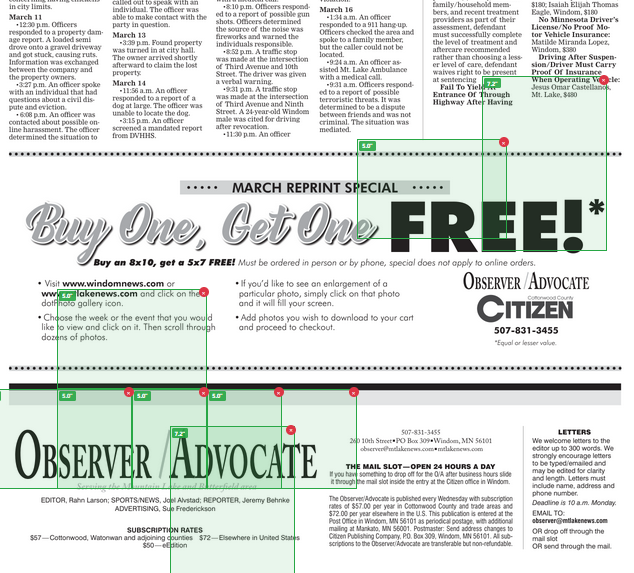 city limits.
March 11
•12:30 p.m. Officers
responded to a property dam-
age report. A loaded semi
drove onto a gravel driveway
and got stuck, causing ruts.
Information was exchanged
between the company and
the property owners.
•3:27 p.m. An officer spoke
with an individual that had
questions about a civil dis-
pute and eviction.
•6:08 p.m. An officer was
contacted about possible on-
line harassment. The officer
determined the situation to
called out to speak with an
individual. The officer was
able to make contact with the
party in question.
March 13
•3:39 p.m. Found property
was turned in at city hall.
The owner arrived shortly
afterward to claim the lost
property.
March 14
•11:56 a.m. An officer
responded to a report of a
dog at large. The officer was
unable to locate the dog.
•3:15 p.m. An officer
screened a mandated report
from DVHHS.
•8:10 p.m. Officers respond-
ed to a report of possible gun
shots. Officers determined
the source of the noise was
fireworks and warned the
individuals responsible.
•8:52 p.m. A traffic stop
was made at the intersection
of Third Avenue and 10th
Street. The driver was given
a verbal warning.
•9:31 p.m. A traffic stop
was made at the intersection
of Third Avenue and Ninth
Street. A 24-year-old Windom
male was cited for driving
after revocation.
•11:30 p.m. An officer
March 16
•1:34 a.m. An officer
responded to a 911 hang-up.
Officers checked the area and
spoke to a family member,
but the caller could not be
located.
•9:24 a.m. An officer as-
sisted Mt. Lake Ambulance
with a medical call.
•9:31 a.m. Officers respond-
ed to a report of possible
terroristic threats. It was
determined to be a dispute
between friends and was not
criminal. The situation was
mediated.
family/household mem-
bers, and recent treatment
providers as part of their
assessment, defendant
must successfully complete
the level of treatment and
aftercare recommended
rather than choosing a less-
er level of care, defendant
waives right to be present
at sentencing
Fail To Yield
Entrance Of Through
Highway After Having
$180; Isaiah Elijah Thomas
Eagle, Windom, $180
No Minnesota Driver's
License/No Proof Mo-
tor Vehicle Insurance:
Matilde Miranda Lopez,
Windom, $380
Driving After Suspen-
sion/Driver Must Carry
Proof Of Insurance
When Operating Vehicle:
Jesus Omar Castellanos,
Mt. Lake, $480
5.0"
MARCH REPRINT SPECIAL
Buy One, Get One FREE!*
Buy an 8x10, get a 5x7 FREE! Must be ordered in person or by phone, special does not apply to online orders.
• Visit www.windomnews.com or
and click on the
photo gallery icon.
• Choose the week or the event that you would
like to view and click on it. Then scroll through
dozens of photos.
5.0"
• If you'd like to see an enlargement of a
particular photo, simply click on that photo
and it will fill your screen.
• Add photos you wish to download to your cart
and proceed to checkout.
OBSERVER/ADVOCATE
Cottonwood County
CITIZEN
507-831-3455
*Equal or lesser value.
5.0"
5.0"
5.0"
OBSERVER/ADVOCATE
Serving the Mountain Lake and Butterfield areas
EDITOR, Rahn Larson; SPORTS/NEWS, Joel Alvstad; REPORTER, Jeremy Behnke
ADVERTISING, Sue Frederickson
SUBSCRIPTION RATES
$57—Cottonwood, Watonwan and adjoining counties $72—Elsewhere in United States
$50—eEdition
507-831-3455
260 10th Street•PO Box 309•Windom, MN 56101
observer@windomnews.com
THE MAIL SLOT—OPEN 24 HOURS A DAY
If you have something to drop off for the O/A after business hours slide
it through the mail slot inside the entry at the Citizen office in Windom.
The Observer/Advocate is published every Wednesday with subscription
rates of $57.00 per year in Cottonwood County and trade areas and
$72.00 per year elsewhere in the U.S. This publication is entered at the
Post Office in Windom, MN 56101 as periodical postage, with additional
mailing at Mankato, MN 56001. Postmaster: Send address changes to
Citizen Publishing Company, P.O. Box 309, Windom, MN 56101. All sub-
scriptions to the Observer/Advocate are transferable but non-refundable.
LETTERS
We welcome letters to the
editor up to 300 words. We
strongly encourage letters
to be typed/emailed and
may be edited for clarity
and length. Letters must
include name, address and
phone number.
Deadline is 10 a.m. Monday.
EMAIL TO:
observer@mtlakenews.com
OR drop off through the
mail slot
OR send through the mail.